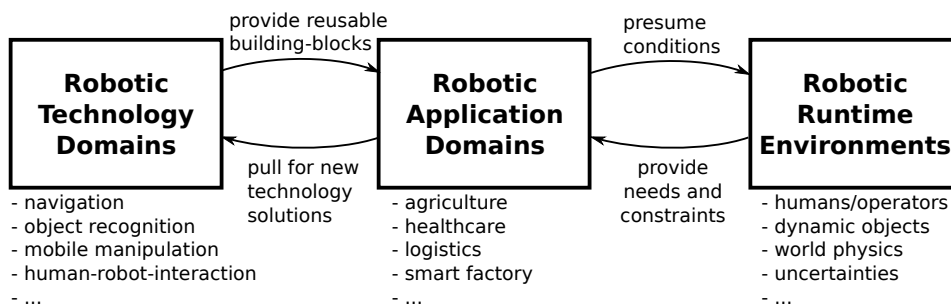 provide reusable
building-blocks
presume
conditions
Robotic
Technology
Domains
Robotic
Application
Domains
Robotic
Runtime
Environments
pull for new
technology
solutions
provide
needs and
constraints
- navigation
- object recognition
- mobile manipulation
- human-robot-interaction
- ...
- agriculture
- healthcare
- logistics
- smart factory
- ...
- humans/operators
- dynamic objects
- world physics
- uncertainties
- ...